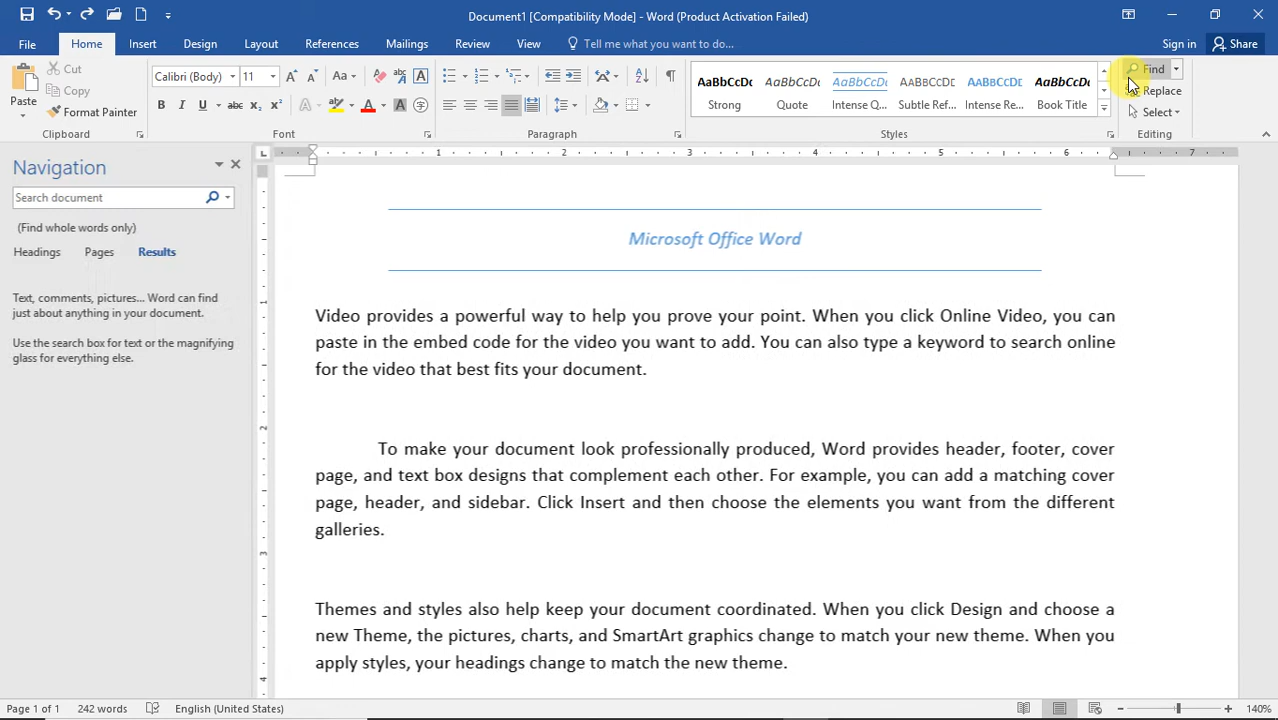 Document1 [Compatibility Mode] - Word (Product Activation Failed)
File Home Insert Design Layout References Mailings Review View Tell me what you want to do... Sign in Share
Paste
Cut
Copy
Format Painter
Clipboard
Calibri (Body) 11
Font
Paragraph
AaBbCcDc AaBbCcDc AaBbCcDc AaBbCcDc AaBbCcDc AaBbCcDc
Strong Quote Intense Q... Subtle Ref... Intense Re... Book Title
Styles
Find
Replace
Select
Editing
Navigation
Search document
(Find whole words only)
Headings Pages Results
Text, comments, pictures... Word can find
just about anything in your document.
Use the search box for text or the magnifying
glass for everything else.
1 2 3 4 5 6 7
Microsoft Office Word
Video provides a powerful way to help you prove your point. When you click Online Video, you can
paste in the embed code for the video you want to add. You can also type a keyword to search online
for the video that best fits your document.
To make your document look professionally produced, Word provides header, footer, cover
page, and text box designs that complement each other. For example, you can add a matching cover
page, header, and sidebar. Click Insert and then choose the elements you want from the different
galleries.
Themes and styles also help keep your document coordinated. When you click Design and choose a
new Theme, the pictures, charts, and SmartArt graphics change to match your new theme. When you
apply styles, your headings change to match the new theme.
1
2
3
4
Page 1 of 1 242 words English (United States) 140%